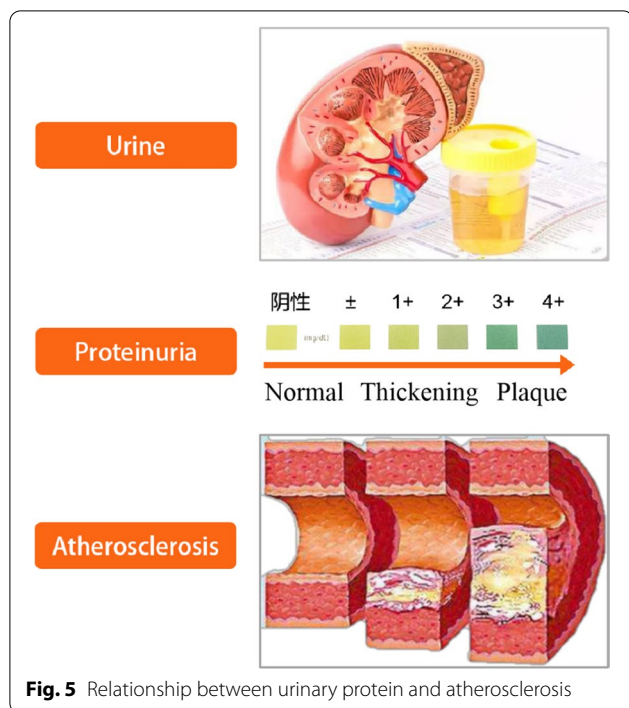 Urine
阴性 ± 1+ 2+ 3+ 4+
Proteinuria
Normal Thickening Plaque
Atherosclerosis
Fig. 5 Relationship between urinary protein and atherosclerosis